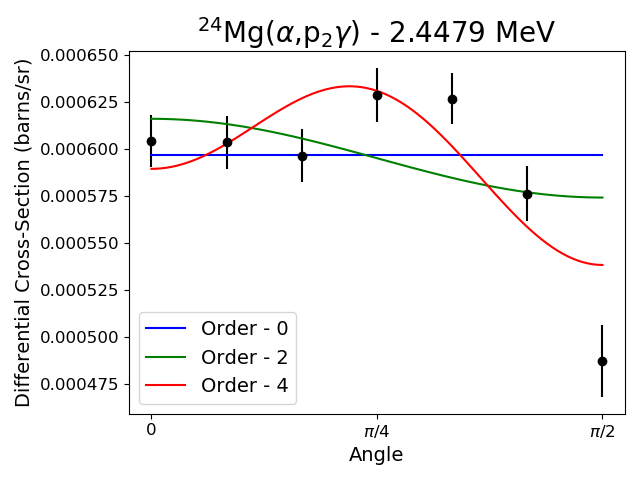 ²⁴Mg(α,p₂γ) - 2.4479 MeV
Differential Cross-Section (barns/sr)
0.000650
0.000625
0.000600
0.000575
0.000550
0.000525
0.000500
0.000475
Order - 0
Order - 2
Order - 4
0 π/4 π/2
Angle